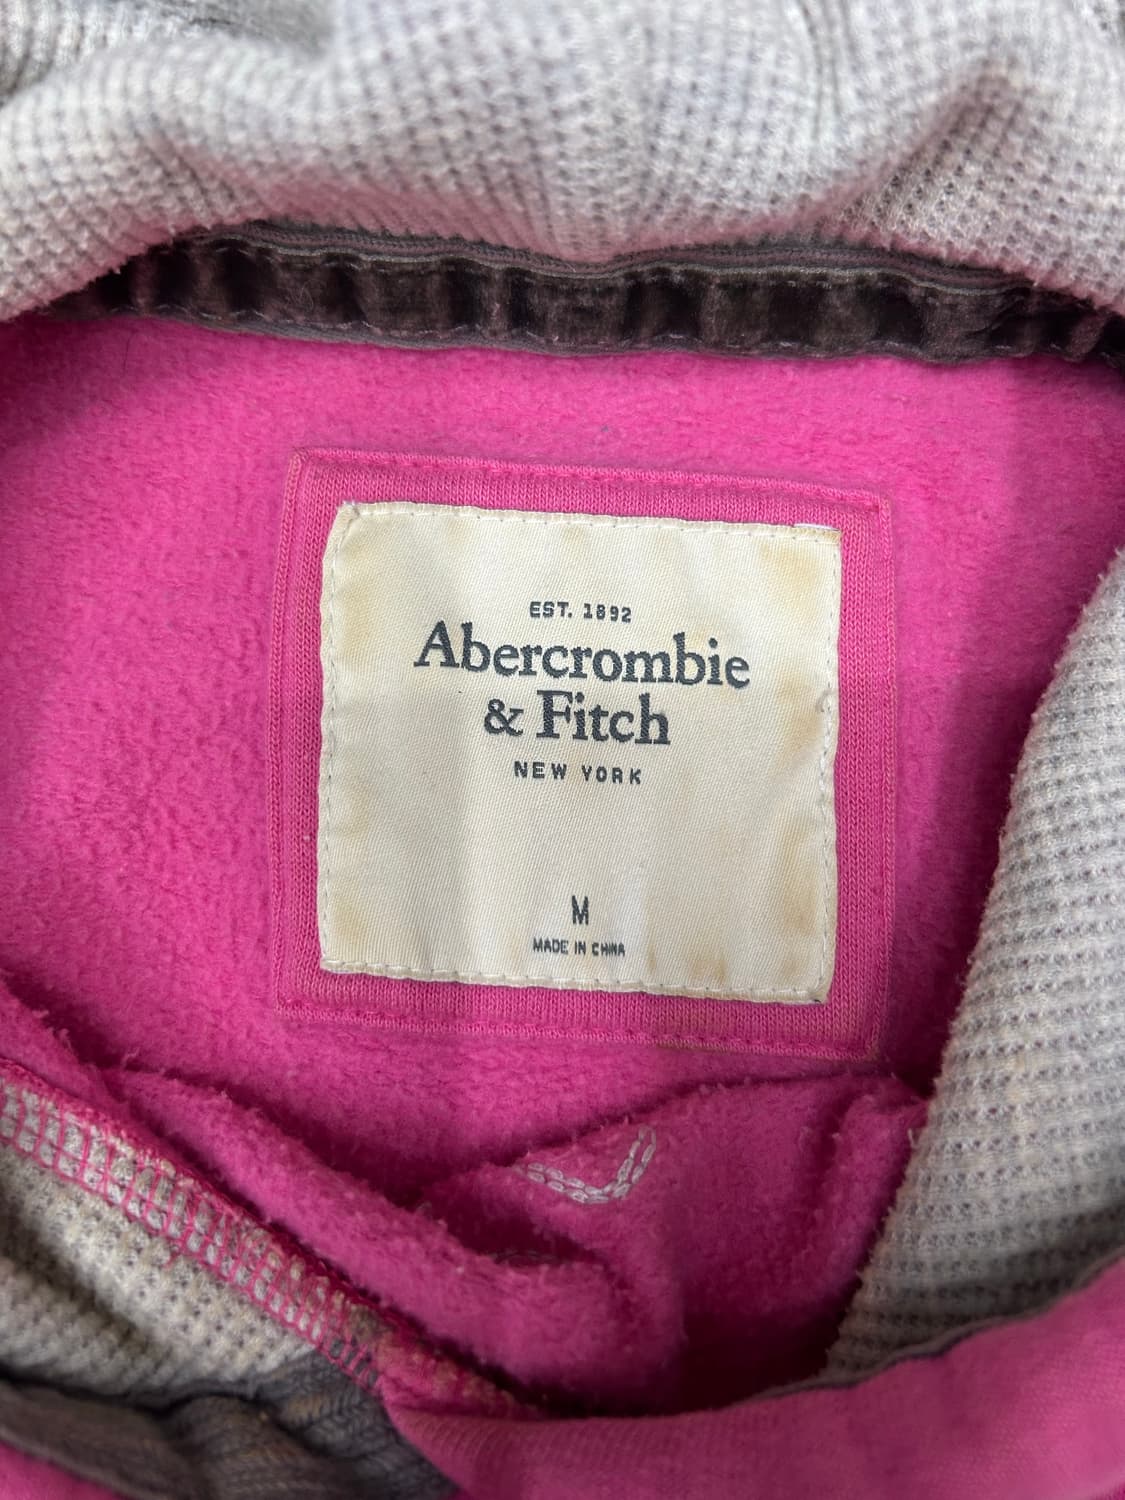 EST. 1892
Abercrombie
& Fitch
NEW YORK
M
MADE IN CHINA